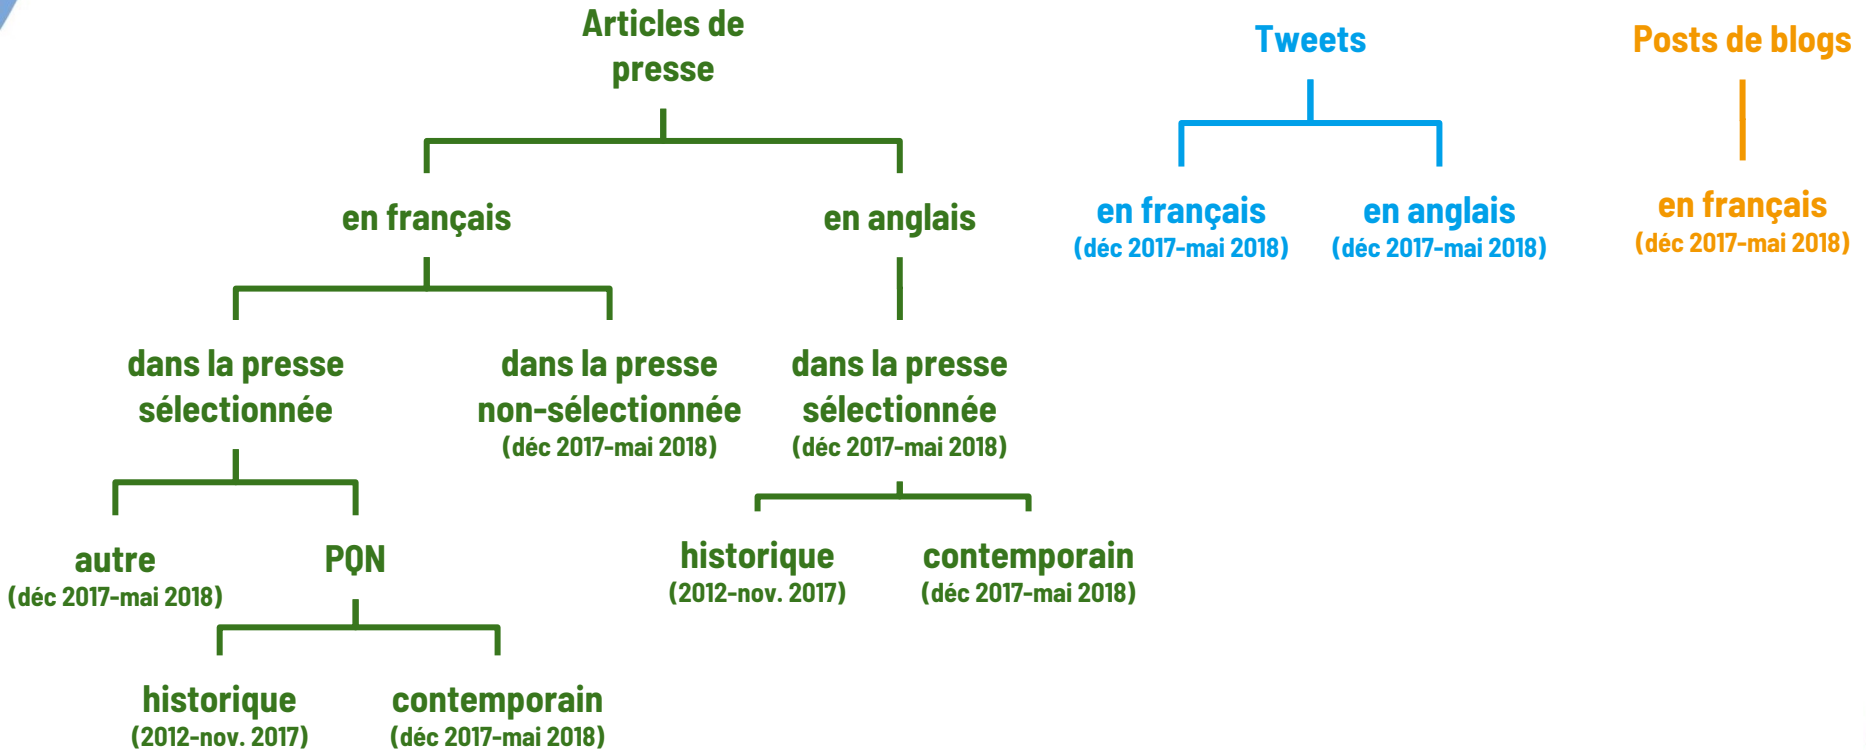 Articles de
presse
Tweets
Posts de blogs
en français
en anglais
en français
(déc 2017-mai 2018)
en anglais
(déc 2017-mai 2018)
en français
(déc 2017-mai 2018)
dans la presse
sélectionnée
dans la presse
non-sélectionnée
(déc 2017-mai 2018)
dans la presse
sélectionnée
(déc 2017-mai 2018)
autre
(déc 2017-mai 2018)
PQN
historique
(2012-nov. 2017)
contemporain
(déc 2017-mai 2018)
historique
(2012-nov. 2017)
contemporain
(déc 2017-mai 2018)